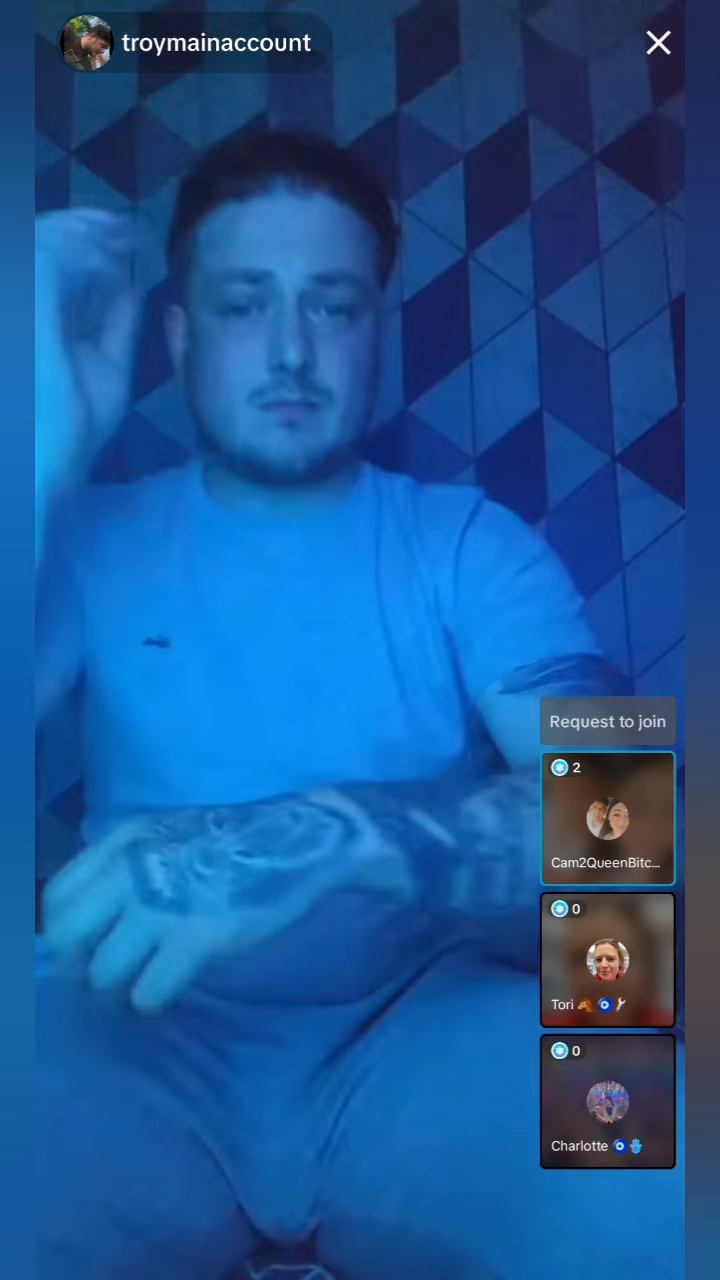 troymainaccount
Request to join
2
Cam2QueenBitc...
0
Tori 🍂🧿🔧
0
Charlotte 🧿🪬